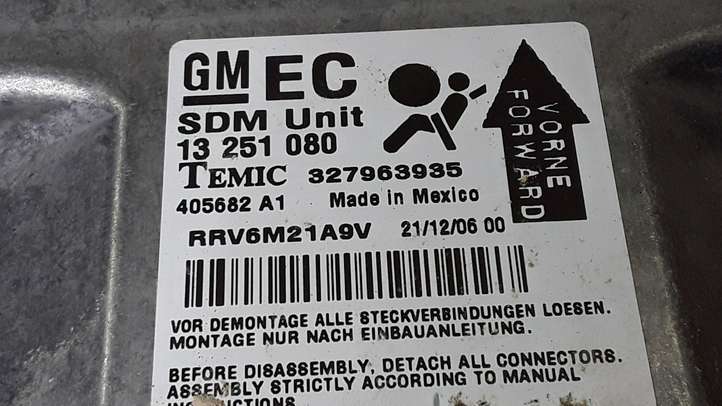 GM EC
SDM Unit
13 251 080
TEMIC 327963935
405682 A1 Made in Mexico
RRV6M21A9V 21/12/06 00
VORNE
FORWARD
VOR DEMONTAGE ALLE STECKVERBINDUNGEN LOESEN.
MONTAGE NUR NACH EINBAUANLEITUNG.
BEFORE DISASSEMBLY, DETACH ALL CONNECTORS.
ASSEMBLY STRICTLY ACCORDING TO MANUAL
INSTRUCTIONS